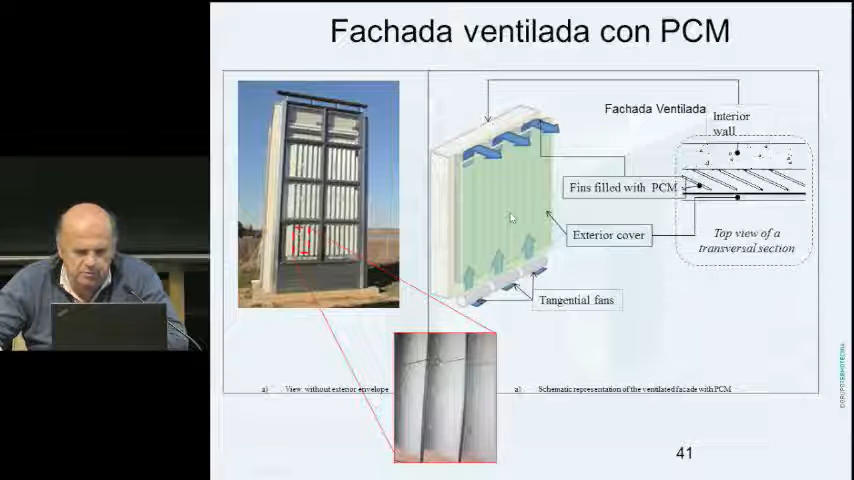 Fachada ventilada con PCM
Fachada Ventilada
Interior
wall
Fins filled with PCM
Exterior cover
Top view of a
transversal section
Tangential fans
a) View without exterior envelope
a) Schematic representation of the ventilated facade with PCM
41